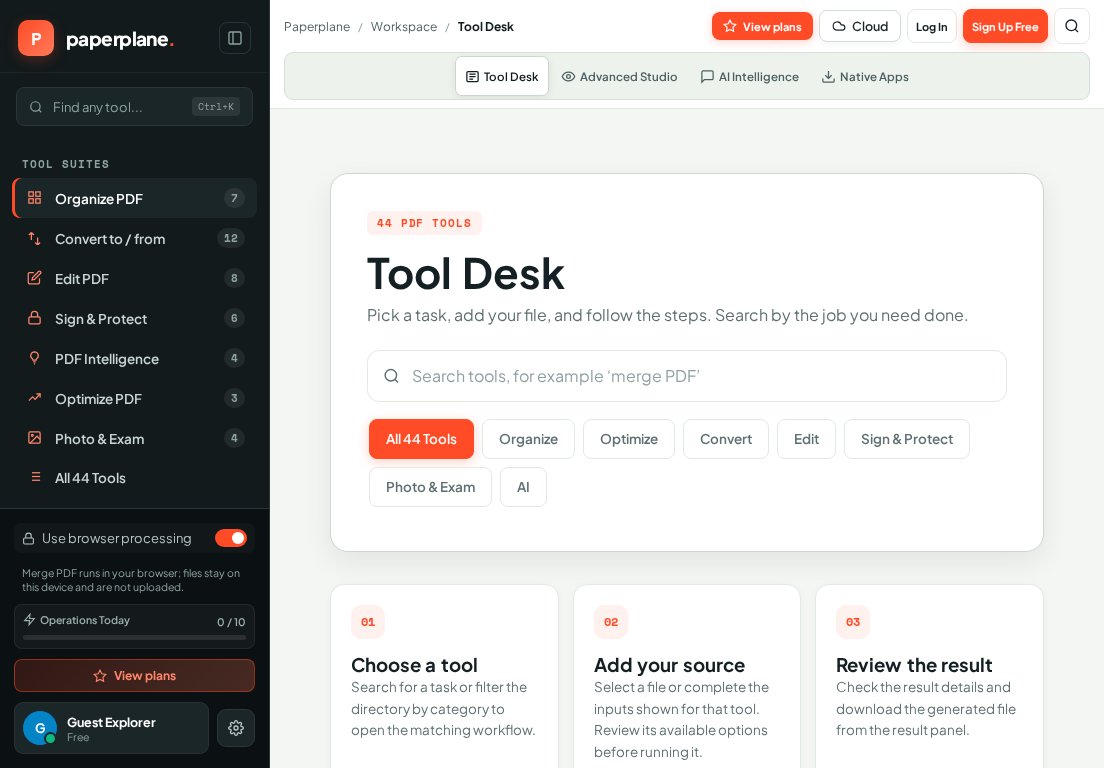 P
paperplane.
Find any tool...
Ctrl+K
TOOL SUITES
Organize PDF
7
Convert to / from
12
Edit PDF
8
Sign & Protect
6
PDF Intelligence
4
Optimize PDF
3
Photo & Exam
4
All 44 Tools
Use browser processing
Merge PDF runs in your browser; files stay on
this device and are not uploaded.
Operations Today
0 / 10
View plans
G
Guest Explorer
Free
Paperplane / Workspace / Tool Desk
View plans
Cloud
Log In
Sign Up Free
Tool Desk
Advanced Studio
AI Intelligence
Native Apps
44 PDF TOOLS
Tool Desk
Pick a task, add your file, and follow the steps. Search by the job you need done.
Search tools, for example ‘merge PDF’
All 44 Tools
Organize
Optimize
Convert
Edit
Sign & Protect
Photo & Exam
AI
01
Choose a tool
Search for a task or filter the
directory by category to
open the matching workflow.
02
Add your source
Select a file or complete the
inputs shown for that tool.
Review its available options
before running it.
03
Review the result
Check the result details and
download the generated file
from the result panel.